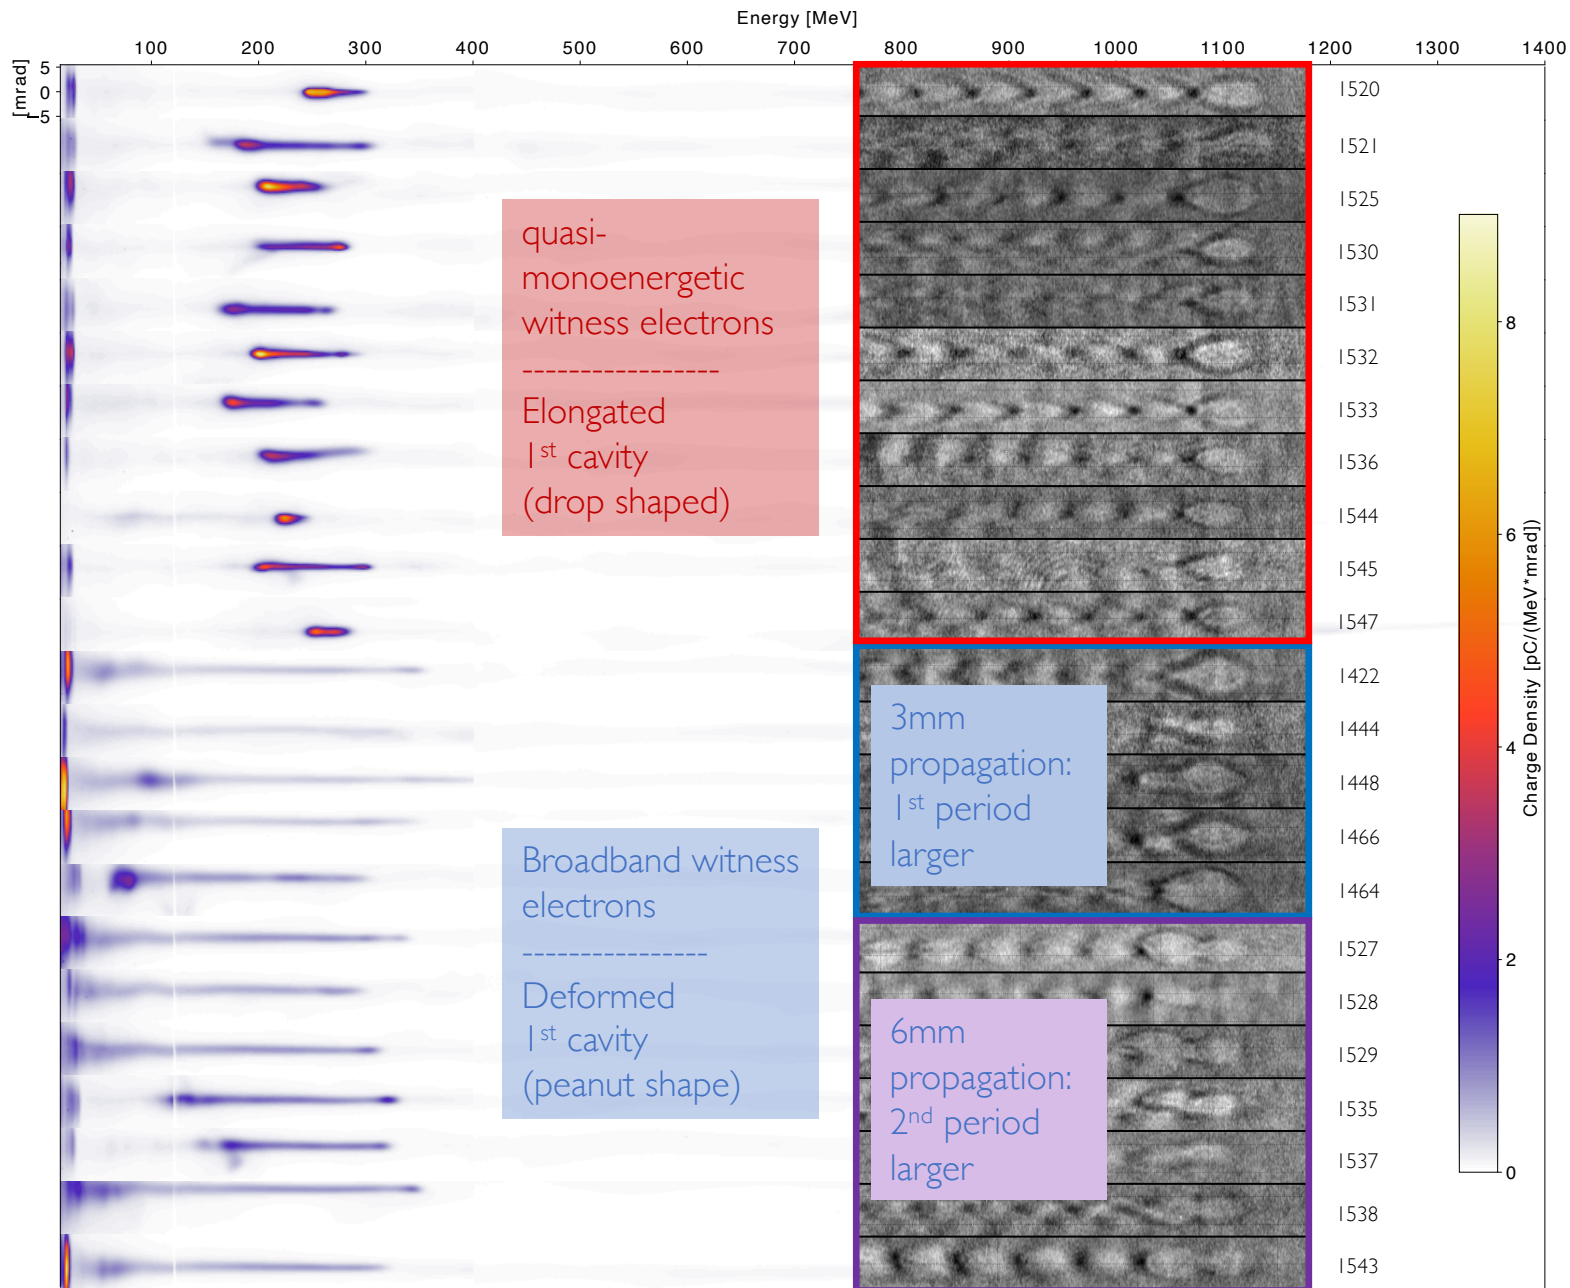 Energy [MeV]
100 200 300 400 500 600 700 800 900 1000 1100 1200 1300 1400
5
0
-5
[mrad]
quasi-
monoenergetic
witness electrons
-----------------
Elongated
1st cavity
(drop shaped)
Broadband witness
electrons
----------------
Deformed
1st cavity
(peanut shape)
3mm
propagation:
1st period
larger
6mm
propagation:
2nd period
larger
1520
1521
1525
1530
1531
1532
1533
1536
1544
1545
1547
1422
1444
1448
1466
1464
1527
1528
1529
1535
1537
1538
1543
8
6
4
2
0
Charge Density [pC/(MeV*mrad])